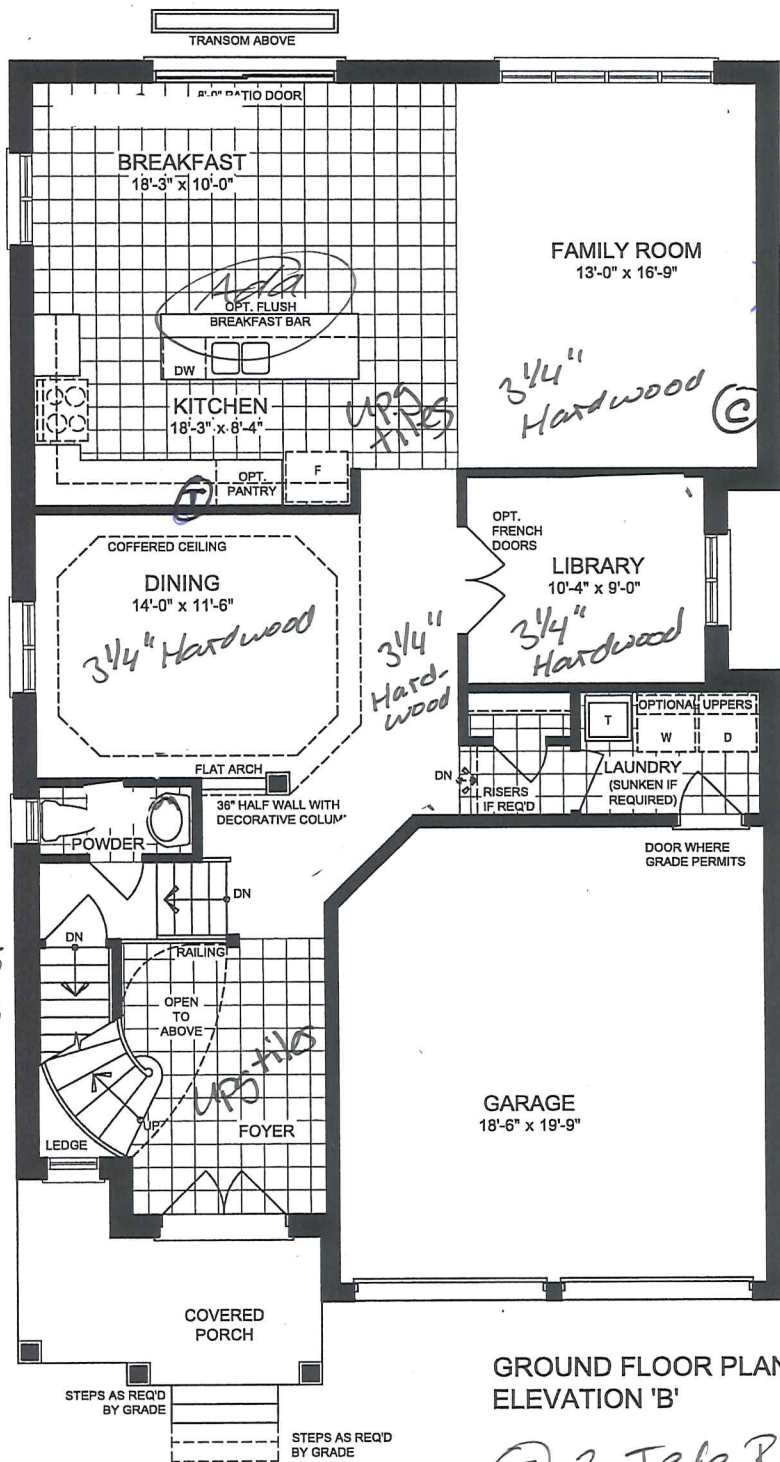 TRANSOM ABOVE
8'-0" PATIO DOOR
BREAKFAST
18'-3" x 10'-0"
FAMILY ROOM
13'-0" x 16'-9"
Ada
OPT. FLUSH
BREAKFAST BAR
DW
KITCHEN
18'-3" x 8'-4"
upg
tiles
3 1/4"
Hardwood
C
OPT.
PANTRY
F
T
COFFERED CEILING
DINING
14'-0" x 11'-6"
3 1/4" Hardwood
3 1/4"
Hard-
wood
OPT.
FRENCH
DOORS
LIBRARY
10'-4" x 9'-0"
3 1/4"
Hardwood
T
OPTIONAL UPPERS
W
D
FLAT ARCH
DN
RISERS
IF REQ'D
LAUNDRY
(SUNKEN IF
REQUIRED)
36" HALF WALL WITH
DECORATIVE COLUM
POWDER
DOOR WHERE
GRADE PERMITS
DN
DN
RAILING
OPEN
TO
ABOVE
upg tiles
UP
FOYER
LEDGE
GARAGE
18'-6" x 19'-9"
COVERED
PORCH
STEPS AS REQ'D
BY GRADE
STEPS AS REQ'D
BY GRADE
GROUND FLOOR PLAN
ELEVATION 'B'